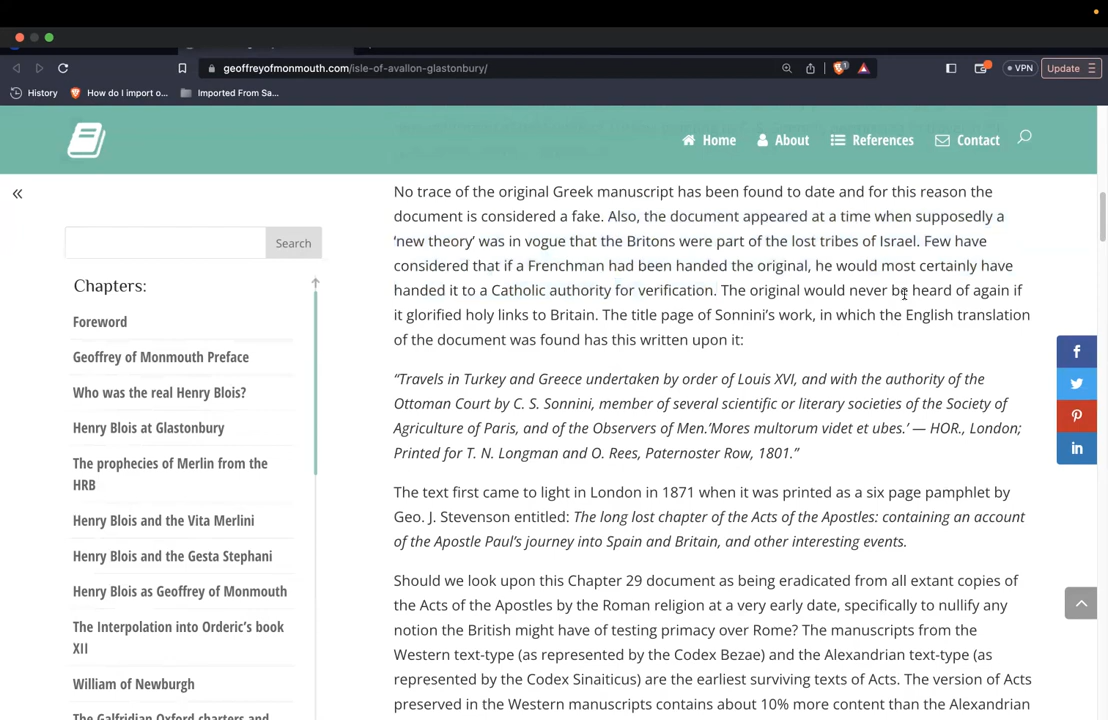 geoffreyofmonmouth.com/isle-of-avallon-glastonbury/
1
VPN
Update
History
How do I import o...
Imported From Sa...
Home
About
References
Contact
«
Search
Chapters:
Foreword
Geoffrey of Monmouth Preface
Who was the real Henry Blois?
Henry Blois at Glastonbury
The prophecies of Merlin from the
HRB
Henry Blois and the Vita Merlini
Henry Blois and the Gesta Stephani
Henry Blois as Geoffrey of Monmouth
The Interpolation into Orderic's book
XII
William of Newburgh
The Galfridian Oxford charters and
No trace of the original Greek manuscript has been found to date and for this reason the
document is considered a fake. Also, the document appeared at a time when supposedly a
‘new theory’ was in vogue that the Britons were part of the lost tribes of Israel. Few have
considered that if a Frenchman had been handed the original, he would most certainly have
handed it to a Catholic authority for verification. The original would never be heard of again if
it glorified holy links to Britain. The title page of Sonnini’s work, in which the English translation
of the document was found has this written upon it:
“Travels in Turkey and Greece undertaken by order of Louis XVI, and with the authority of the
Ottoman Court by C. S. Sonnini, member of several scientific or literary societies of the Society of
Agriculture of Paris, and of the Observers of Men.’Mores multorum videt et ubes.’ — HOR., London;
Printed for T. N. Longman and O. Rees, Paternoster Row, 1801.”
The text first came to light in London in 1871 when it was printed as a six page pamphlet by
Geo. J. Stevenson entitled: The long lost chapter of the Acts of the Apostles: containing an account
of the Apostle Paul’s journey into Spain and Britain, and other interesting events.
Should we look upon this Chapter 29 document as being eradicated from all extant copies of
the Acts of the Apostles by the Roman religion at a very early date, specifically to nullify any
notion the British might have of testing primacy over Rome? The manuscripts from the
Western text-type (as represented by the Codex Bezae) and the Alexandrian text-type (as
represented by the Codex Sinaiticus) are the earliest surviving texts of Acts. The version of Acts
preserved in the Western manuscripts contains about 10% more content than the Alexandrian